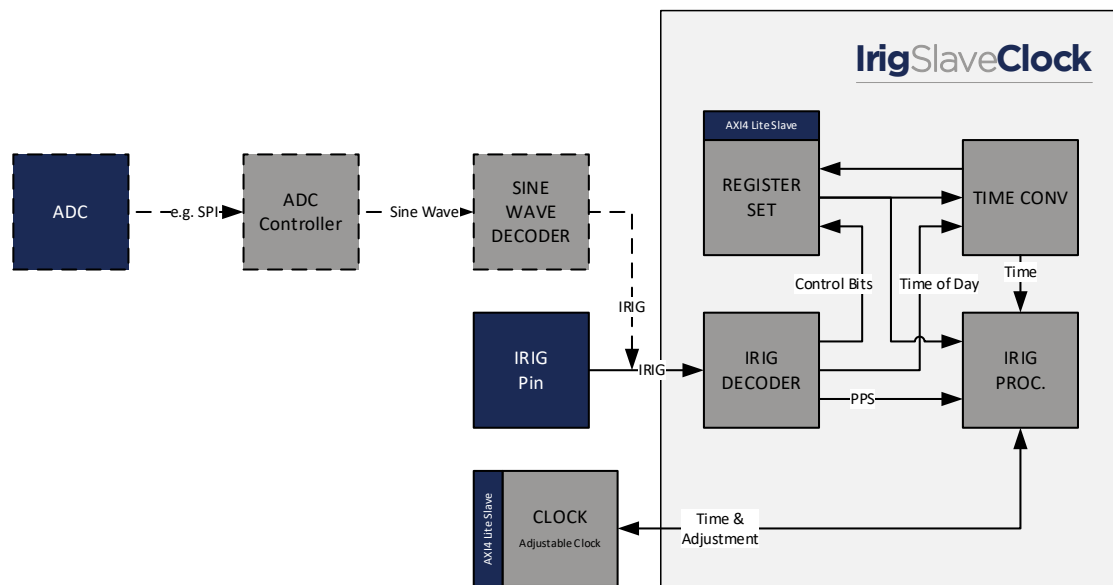 IrigSlaveClock
AXI4 Lite Slave
REGISTER
SET
TIME CONV
ADC
e.g. SPI
ADC
Controller
Sine Wave
SINE
WAVE
DECODER
Control Bits
Time of Day
Time
IRIG
IRIG
Pin
IRIG
IRIG
DECODER
PPS
IRIG
PROC.
AXI4 Lite Slave
CLOCK
Adjustable Clock
Time &
Adjustment